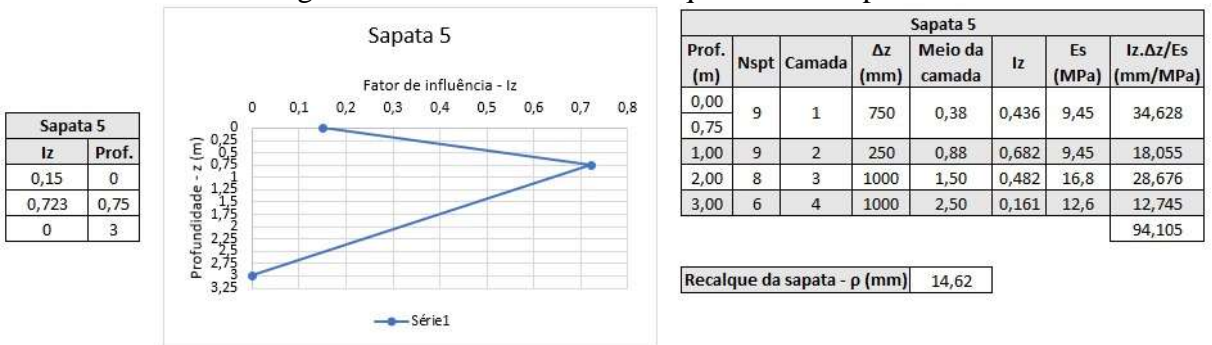 Sapata 5
Iz Prof.
0,15 0
0,723 0,75
0 3
Sapata 5
Fator de influência - Iz
0 0,1 0,2 0,3 0,4 0,5 0,6 0,7 0,8
Profundidade - z (m)
0
0,25
0,5
0,75
1
1,25
1,5
1,75
2
2,25
2,5
2,75
3
3,25
Série1
Sapata 5
Prof. (m) Nspt Camada Δz (mm) Meio da camada Iz Es (MPa) Iz.Δz/Es (mm/MPa)
0,00
0,75 9 1 750 0,38 0,436 9,45 34,628
1,00 9 2 250 0,88 0,682 9,45 18,055
2,00 8 3 1000 1,50 0,482 16,8 28,676
3,00 6 4 1000 2,50 0,161 12,6 12,745
94,105
Recalque da sapata - ρ (mm) 14,62